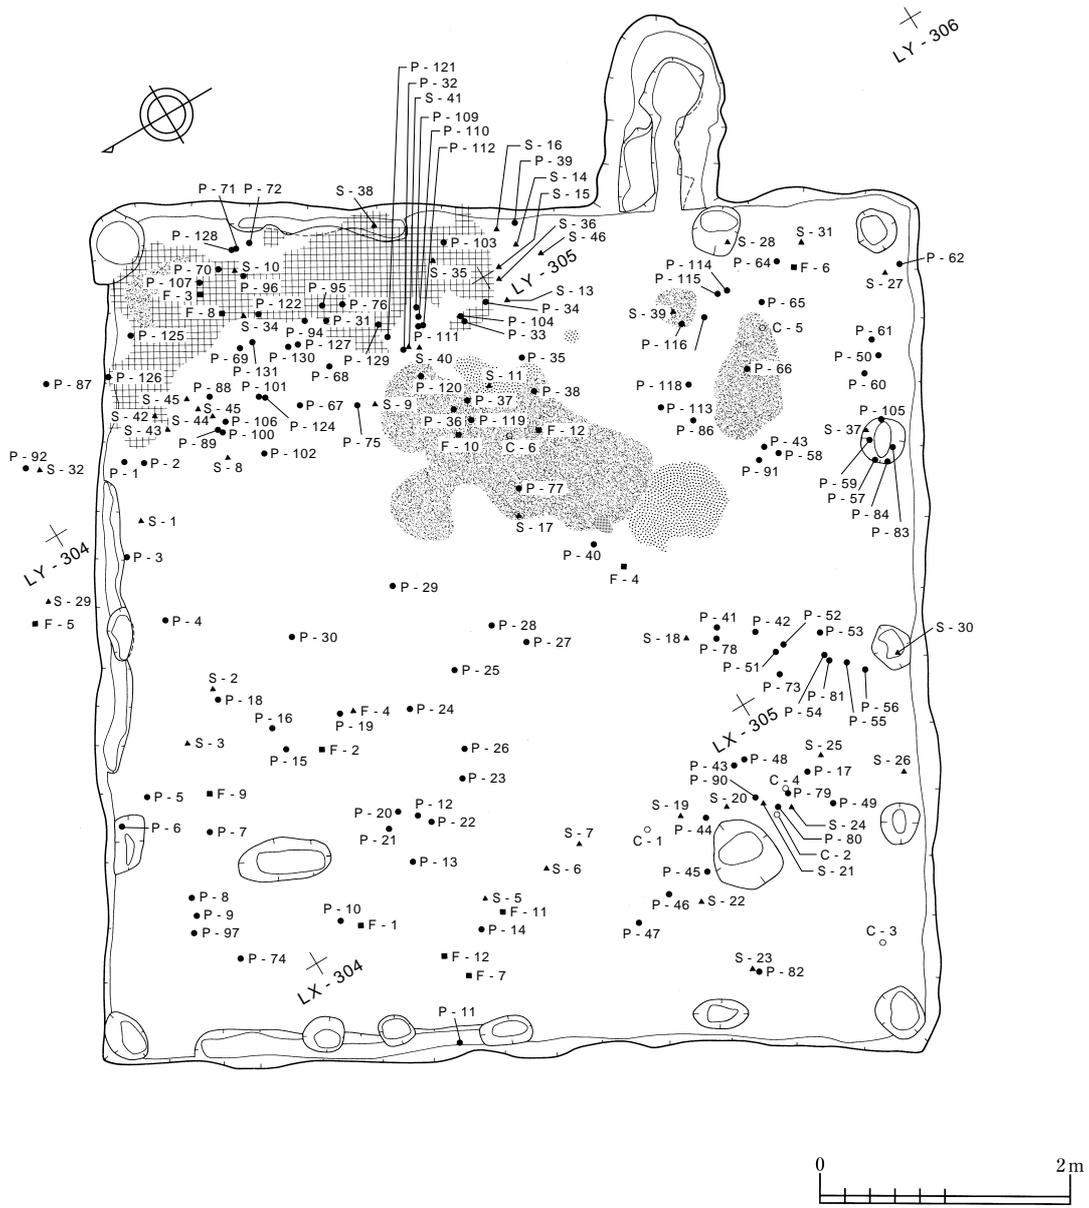 LY - 306
P - 121
P - 32
S - 41
P - 109
P - 110
P - 112
S - 16
P - 39
S - 14
S - 15
P - 71
P - 72
S - 38
S - 36
S - 46
P - 128
P - 103
S - 28
S - 31
P - 64
F - 6
P - 62
S - 27
P - 70
S - 10
S - 35
LY - 305
P - 114
P - 115
P - 107
F - 3
P - 96
P - 95
S - 13
P - 34
P - 65
F - 8
P - 122
P - 76
S - 39
S - 34
P - 94
P - 31
P - 104
P - 33
C - 5
P - 61
P - 125
P - 127
P - 111
P - 116
P - 69
P - 130
P - 129
S - 40
P - 35
P - 50
P - 131
P - 68
P - 66
P - 60
P - 87
P - 126
P - 88
P - 101
P - 120
S - 11
P - 38
P - 118
S - 45
S - 45
P - 67
S - 9
P - 37
P - 113
P - 105
S - 42
S - 44
P - 106
P - 124
P - 36
P - 119
P - 86
S - 37
S - 43
P - 100
P - 75
F - 10
F - 12
P - 43
P - 89
C - 6
P - 58
P - 92
S - 32
P - 1
P - 2
S - 8
P - 102
P - 91
P - 59
P - 77
P - 57
P - 84
S - 1
S - 17
P - 83
LY - 304
P - 3
P - 40
F - 4
P - 29
S - 29
F - 5
P - 4
P - 28
P - 41
P - 42
P - 52
P - 53
S - 30
P - 30
P - 27
S - 18
P - 78
P - 51
P - 25
S - 2
P - 73
P - 81
P - 18
P - 54
P - 56
P - 16
F - 4
P - 24
P - 55
P - 19
LX - 305
S - 3
P - 15
F - 2
P - 26
S - 25
P - 43
P - 48
S - 26
P - 23
P - 90
C - 4
P - 17
P - 5
F - 9
P - 79
P - 20
P - 12
S - 19
S - 20
P - 49
P - 6
P - 7
P - 22
P - 44
S - 24
P - 21
S - 7
C - 1
P - 80
C - 2
P - 13
S - 6
P - 45
S - 21
P - 8
P - 10
S - 5
P - 46
S - 22
P - 9
F - 1
F - 11
P - 97
P - 14
P - 47
C - 3
P - 74
LX - 304
F - 12
F - 7
S - 23
P - 82
P - 11
0
2 m